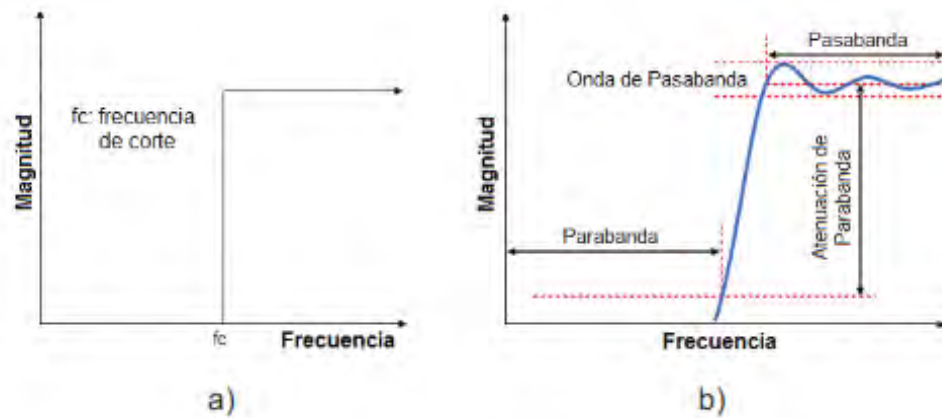 Magnitud
fc: frecuencia
de corte
fc
Frecuencia
a)
Magnitud
Pasabanda
Onda de Pasabanda
Parabanda
Atenuación de
Parabanda
Frecuencia
b)